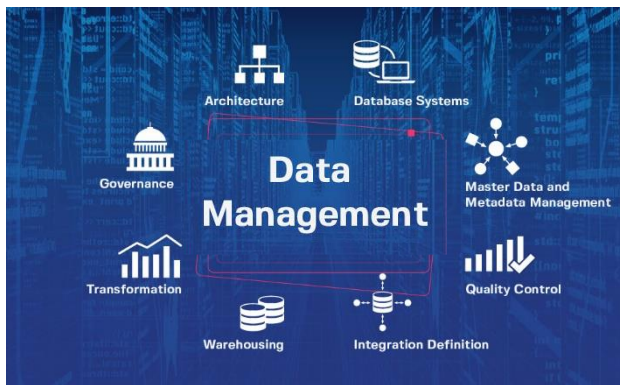 Architecture
Database Systems
Governance
Data
Management
Master Data and
Metadata Management
Transformation
Quality Control
Warehousing
Integration Definition